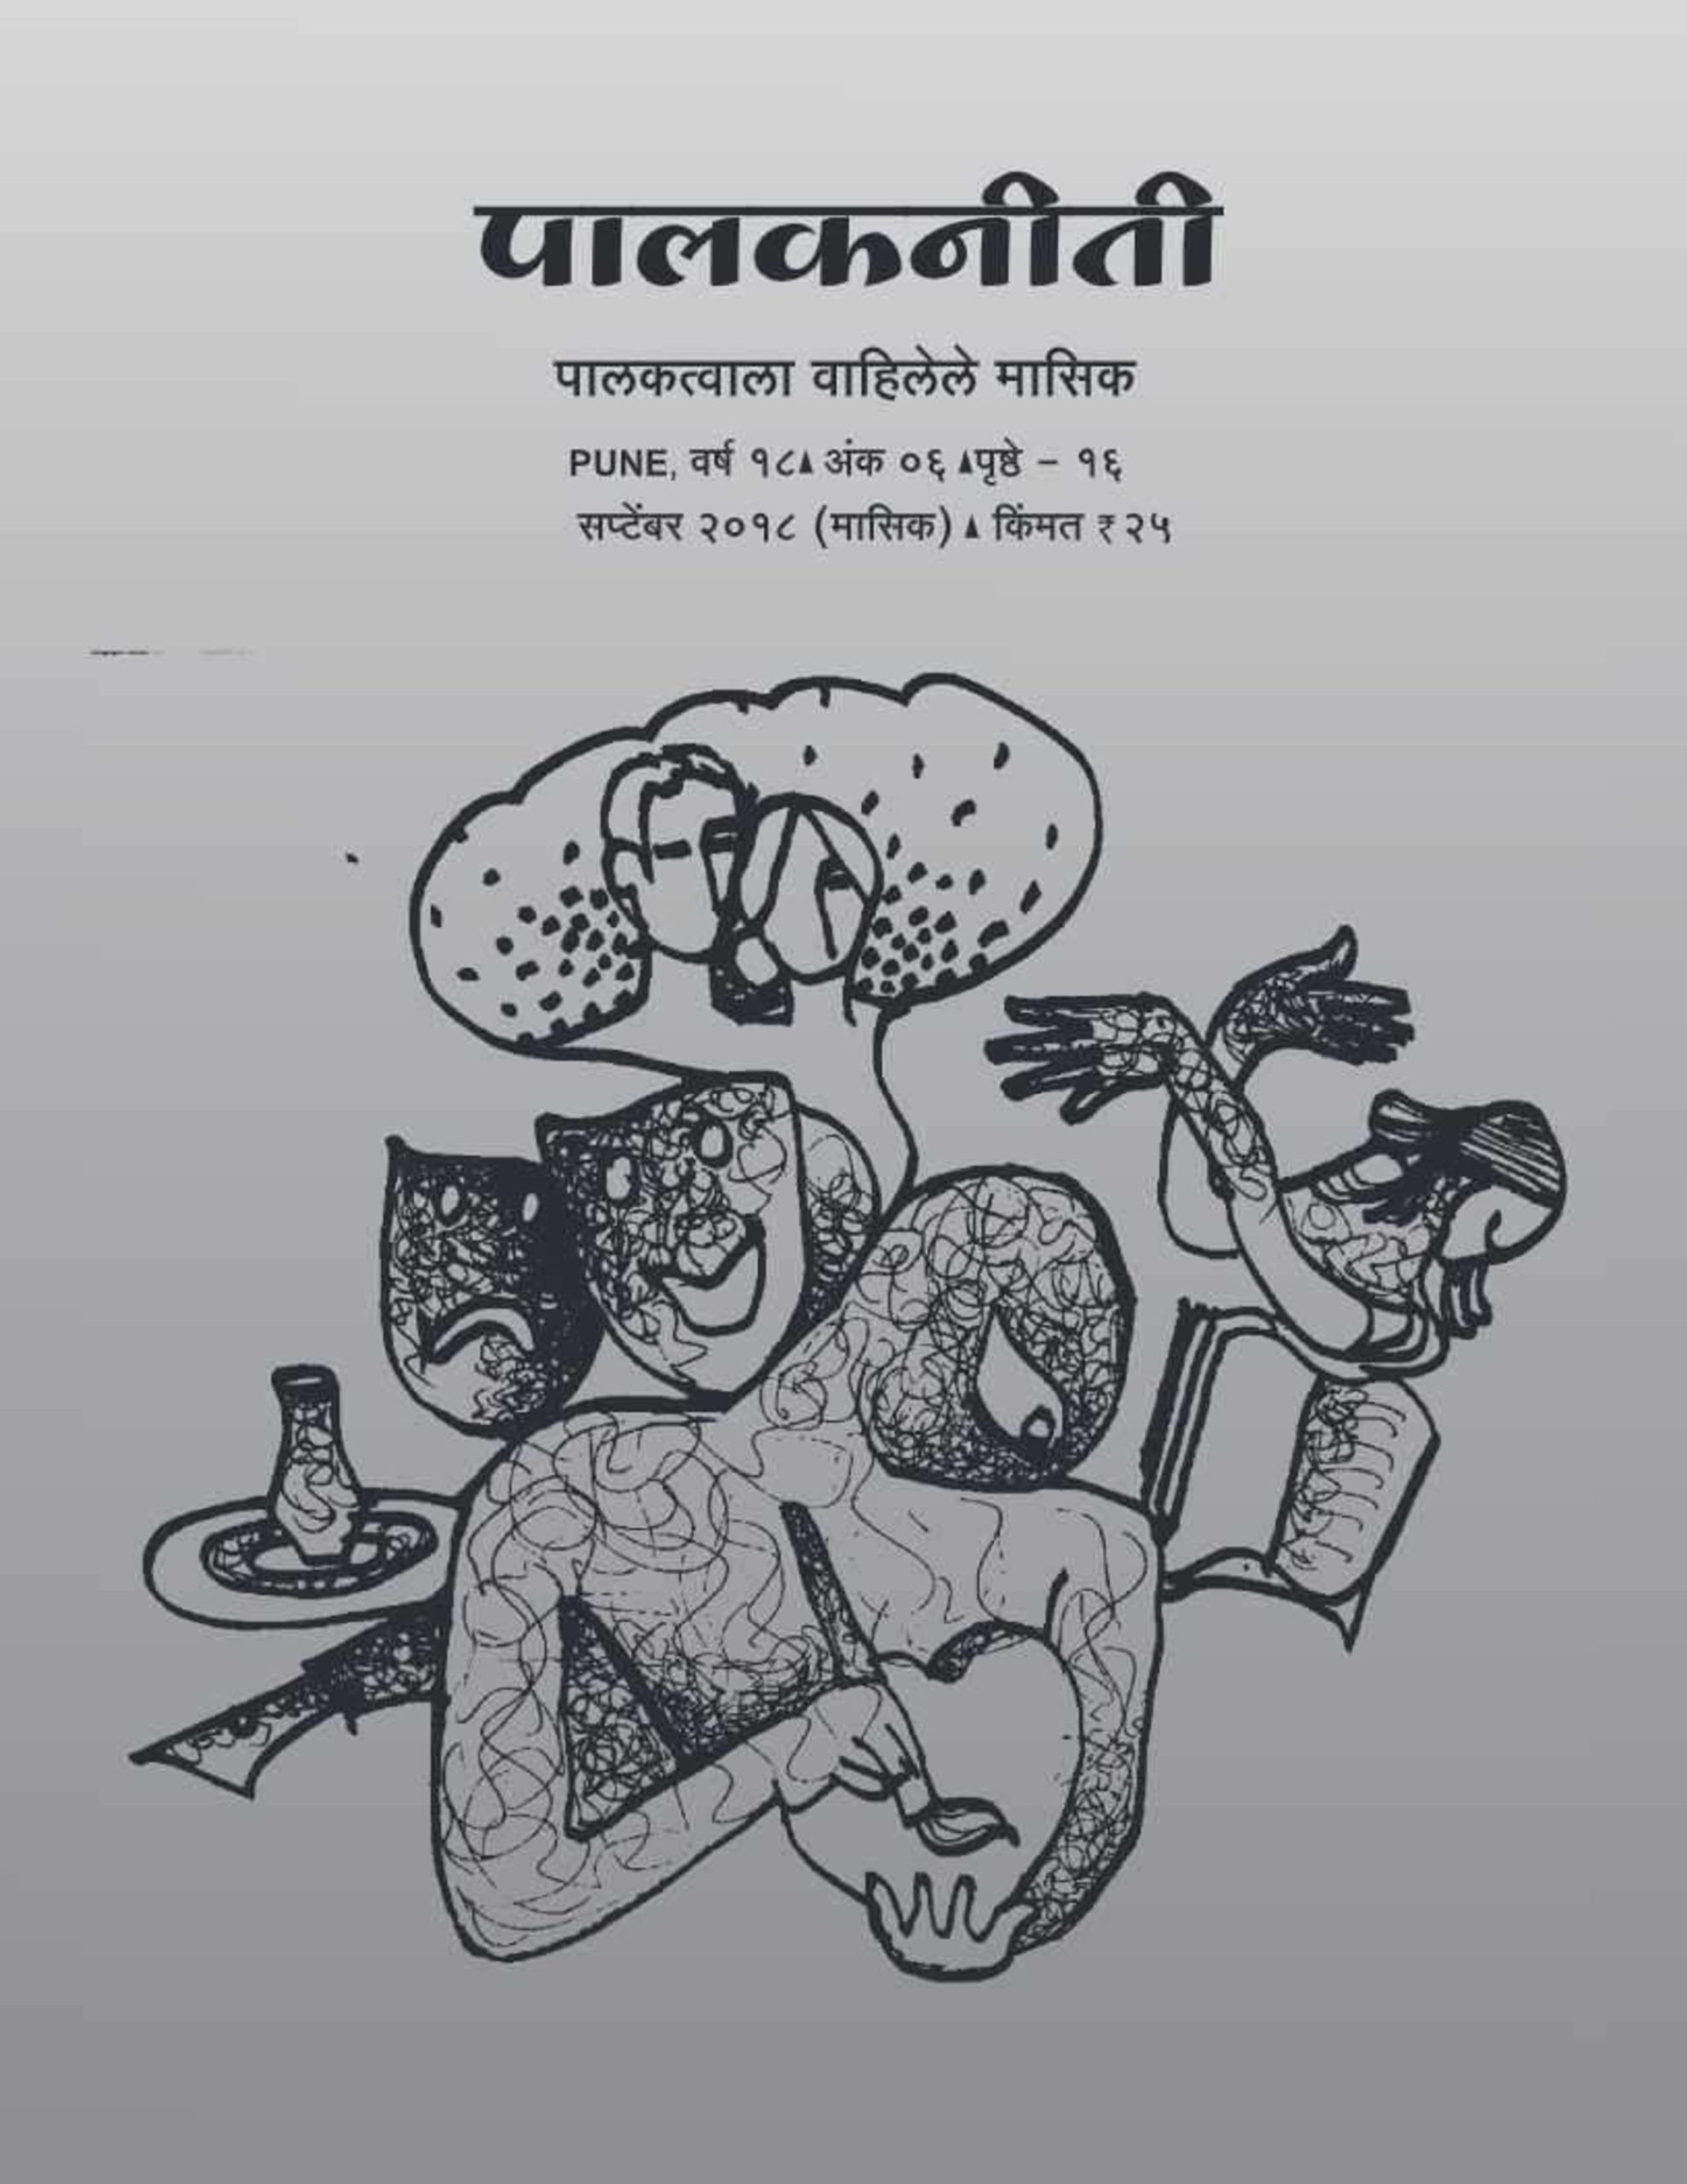 पालकनीती
पालकत्वाला वाहिलेले मासिक
PUNE, वर्ष १८▲ अंक ०६ ▲पृष्ठे – १६
सप्टेंबर २०१८ (मासिक) ▲ किंमत ₹ २५